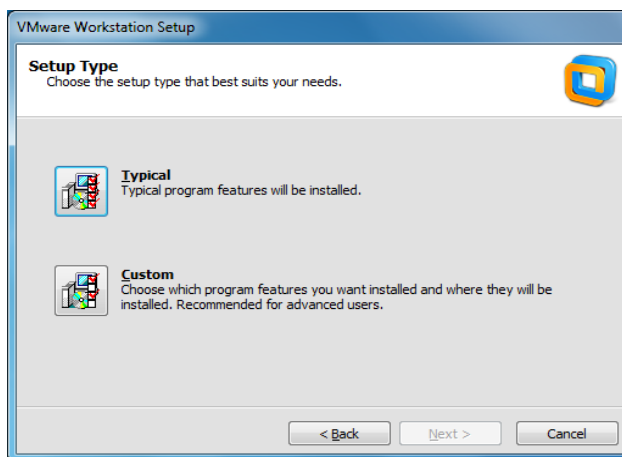 VMware Workstation Setup
Setup Type
Choose the setup type that best suits your needs.
Typical
Typical program features will be installed.
Custom
Choose which program features you want installed and where they will be
installed. Recommended for advanced users.
< Back Next > Cancel